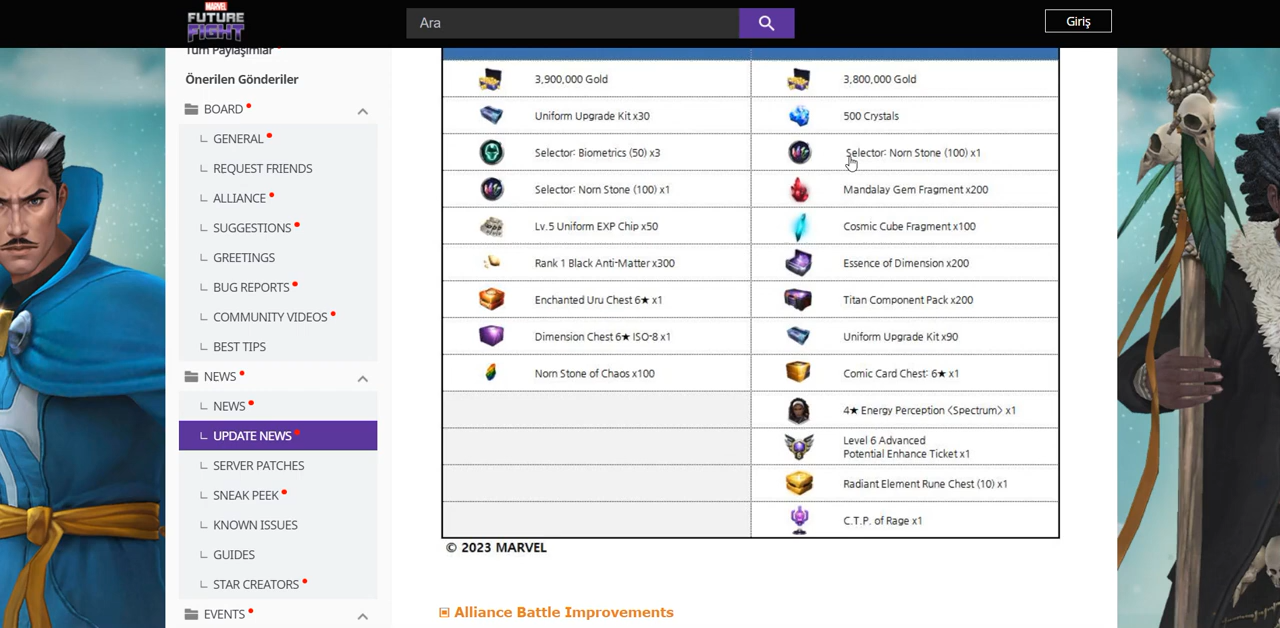 MARVEL
FUTURE
FIGHT
Ara
Giriş
Tüm Paylaşımlar
Önerilen Gönderiler
BOARD
GENERAL
REQUEST FRIENDS
ALLIANCE
SUGGESTIONS
GREETINGS
BUG REPORTS
COMMUNITY VIDEOS
BEST TIPS
NEWS
NEWS
UPDATE NEWS
SERVER PATCHES
SNEAK PEEK
KNOWN ISSUES
GUIDES
STAR CREATORS
EVENTS
3,900,000 Gold
3,800,000 Gold
Uniform Upgrade Kit x30
500 Crystals
Selector: Biometrics (50) x3
Selector: Norn Stone (100) x1
Selector: Norn Stone (100) x1
Mandalay Gem Fragment x200
Lv.5 Uniform EXP Chip x50
Cosmic Cube Fragment x100
Rank 1 Black Anti-Matter x300
Essence of Dimension x200
Enchanted Uru Chest 6★ x1
Titan Component Pack x200
Dimension Chest 6★ ISO-8 x1
Uniform Upgrade Kit x90
Norn Stone of Chaos x100
Comic Card Chest: 6★ x1
4★ Energy Perception <Spectrum> x1
Level 6 Advanced
Potential Enhance Ticket x1
Radiant Element Rune Chest (10) x1
C.T.P. of Rage x1
© 2023 MARVEL
Alliance Battle Improvements